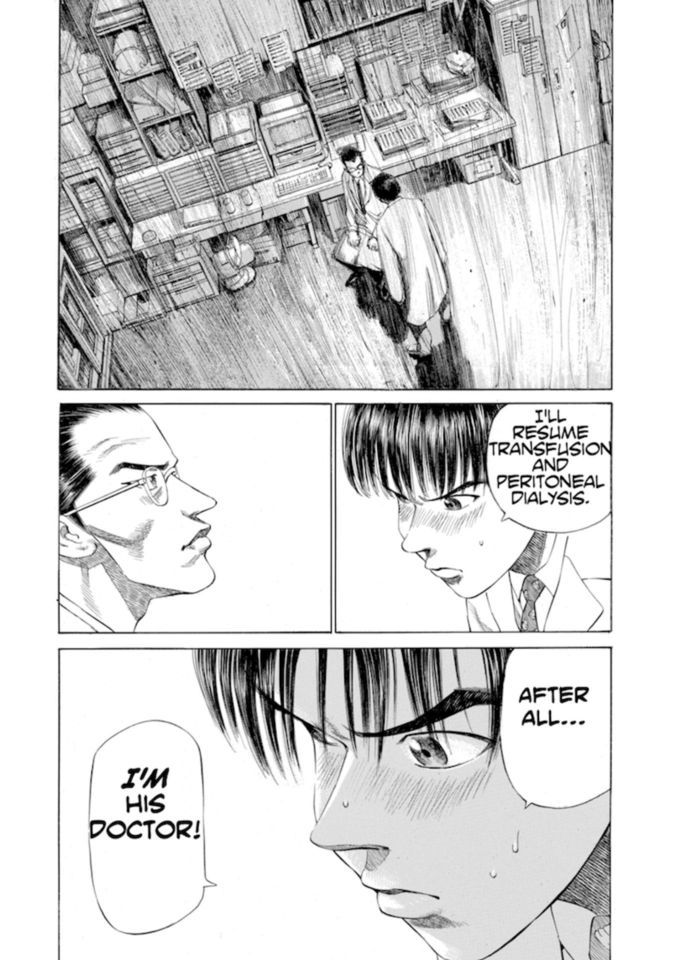 I'LL
RESUME
TRANSFUSION
AND
PERITONEAL
DIALYSIS.
AFTER
ALL...
I'M
HIS
DOCTOR!